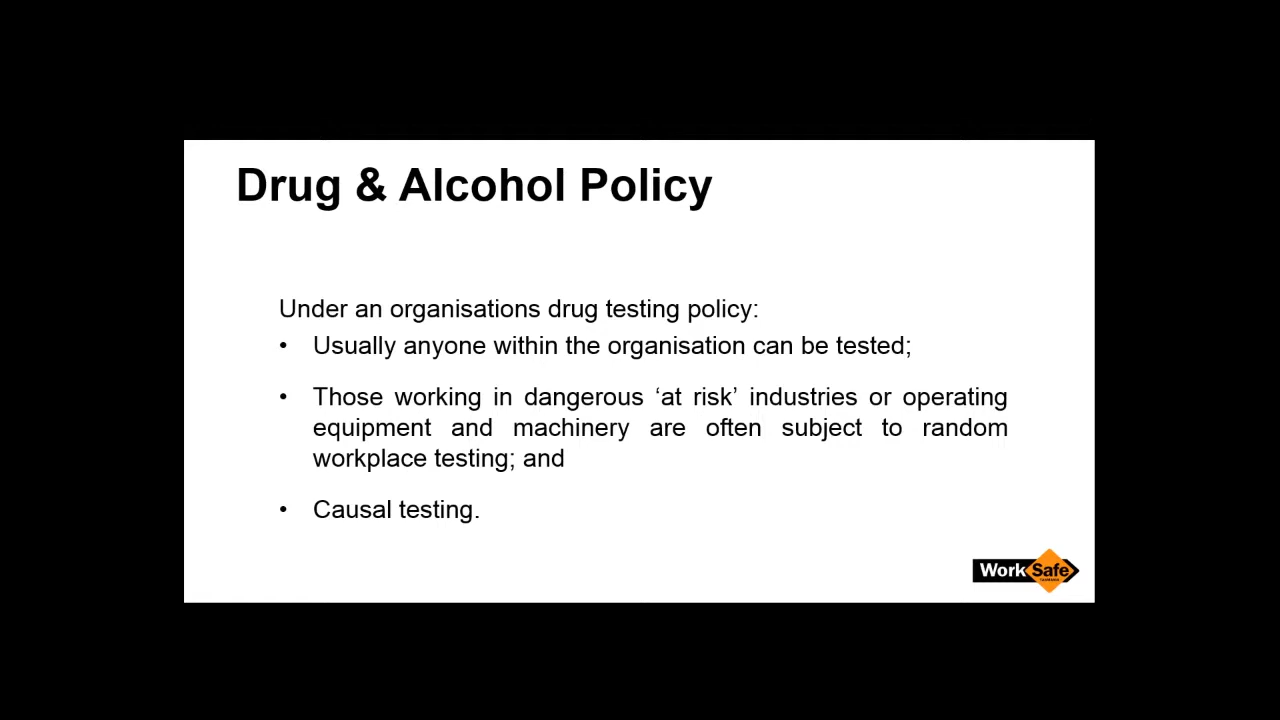 Drug & Alcohol Policy
Under an organisations drug testing policy:
• Usually anyone within the organisation can be tested;
• Those working in dangerous ‘at risk’ industries or operating
equipment and machinery are often subject to random
workplace testing; and
• Causal testing.
WorkSafe
TASMANIA